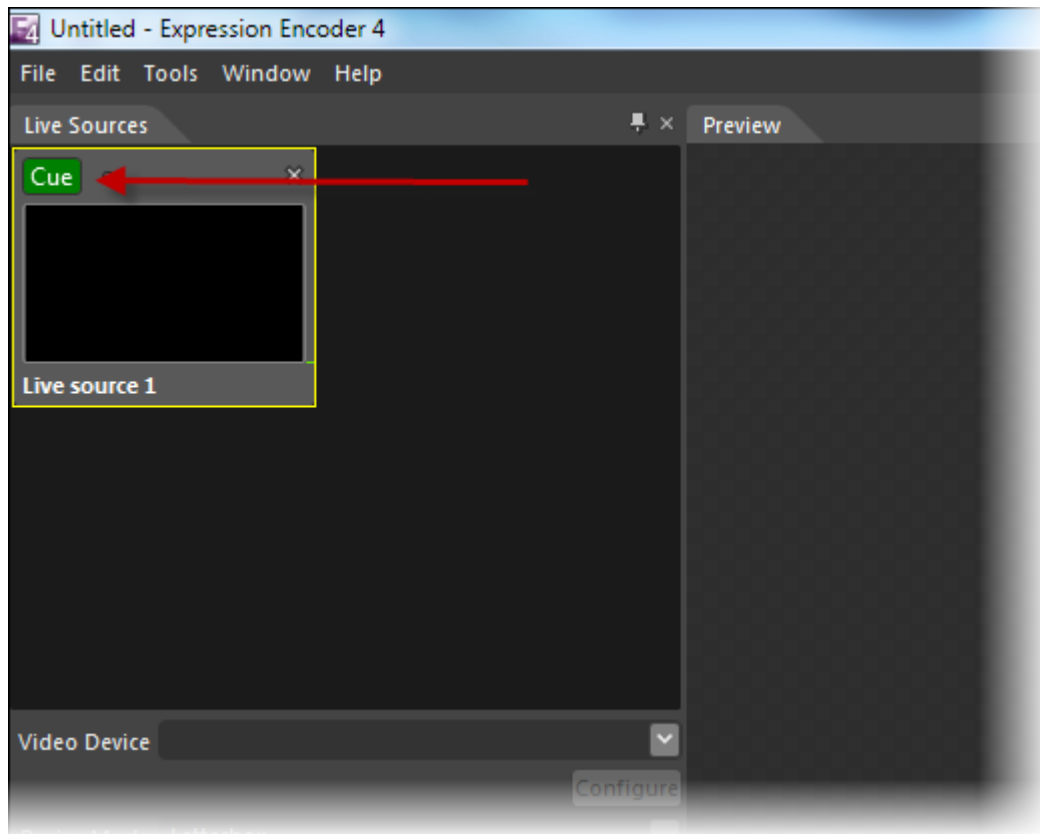 Untitled - Expression Encoder 4
File Edit Tools Window Help
Live Sources
Preview
Cue
Live source 1
Video Device
Configure